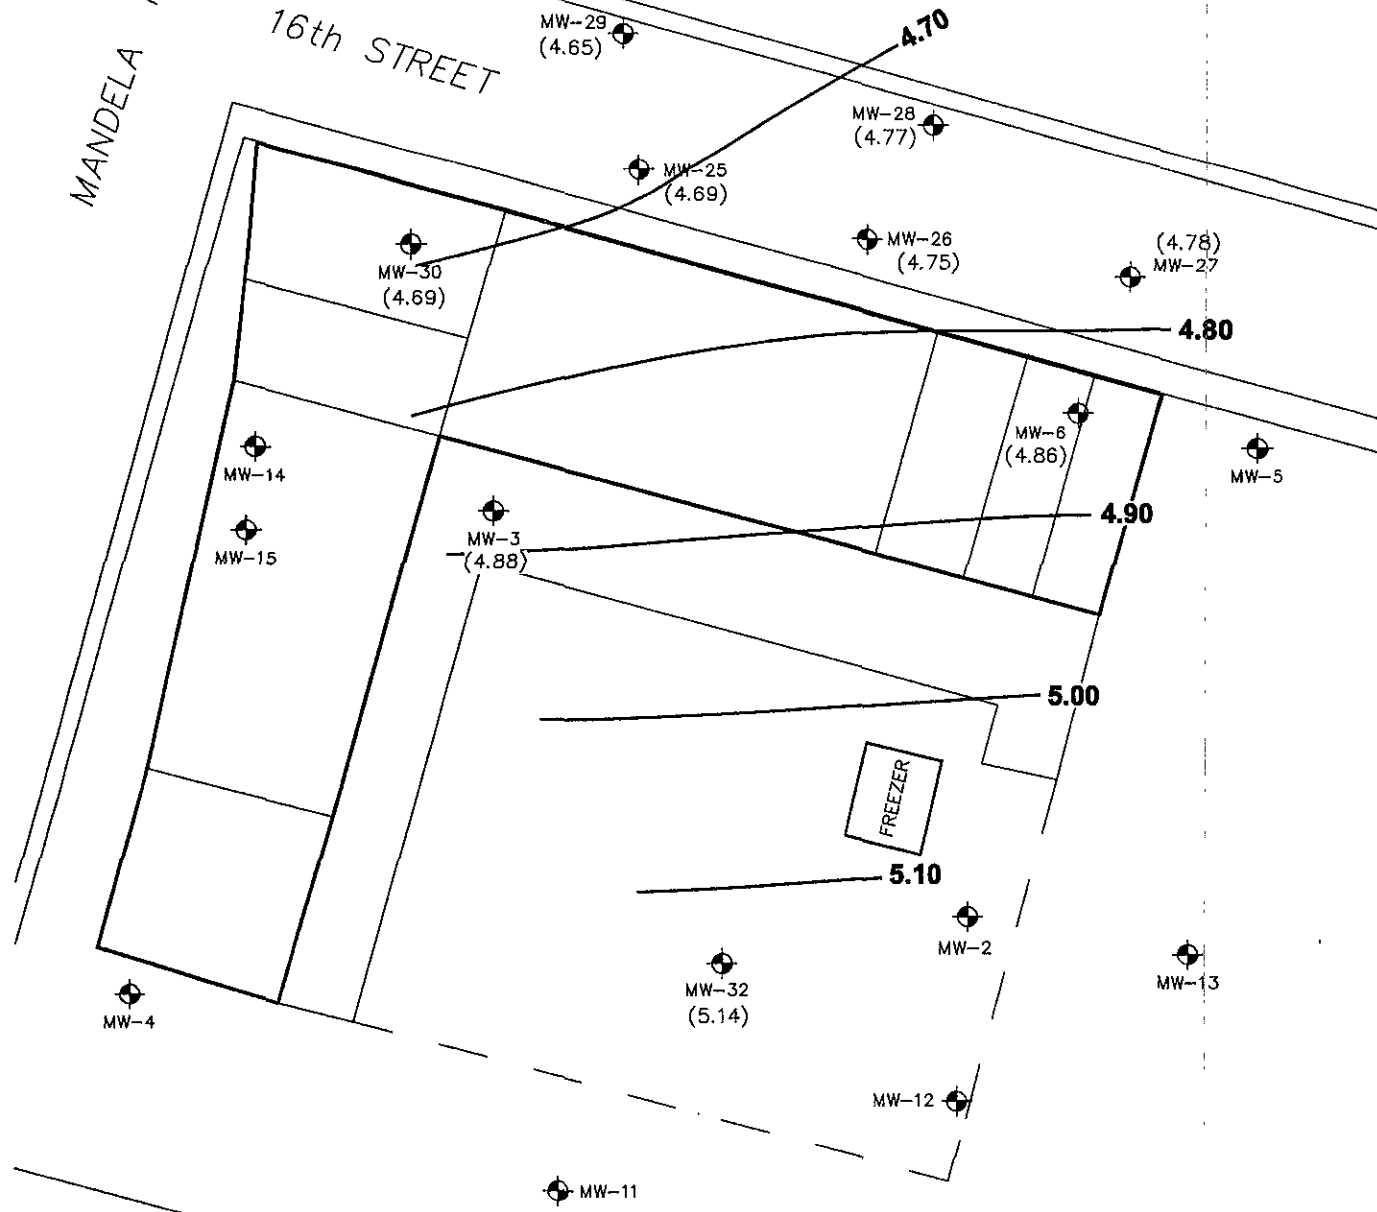 MW-29
(4.65)
4.70
16th STREET
MANDELA
MW-28
(4.77)
MW-25
(4.69)
MW-26
(4.75)
(4.78)
MW-27
MW-30
(4.69)
4.80
MW-6
(4.86)
MW-5
MW-14
MW-3
(4.88)
4.90
MW-15
5.00
FREEZER
5.10
MW-2
MW-32
(5.14)
MW-13
MW-4
MW-12
MW-11